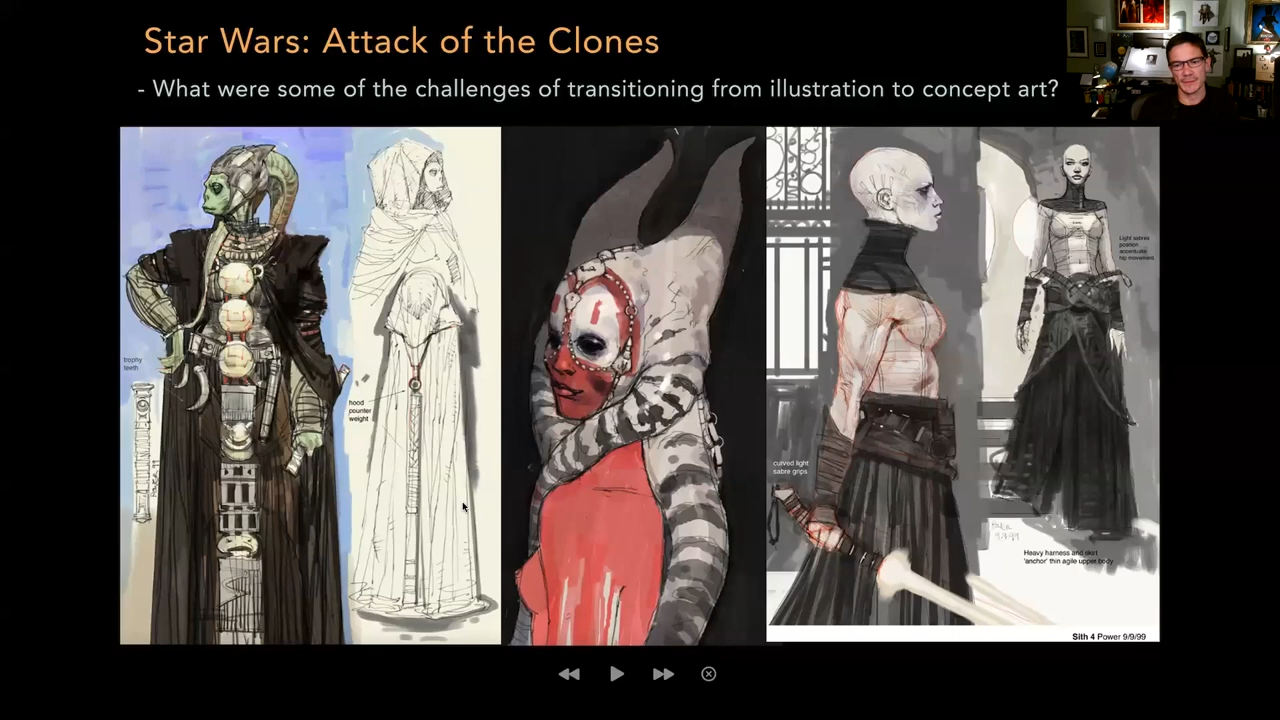 Star Wars: Attack of the Clones
- What were some of the challenges of transitioning from illustration to concept art?
trophy
teeth
hood
counter
weight
Light sabres
position
accentuate
hip movement
curved light
sabre grips
Heavy harness and skirt
'anchor' thin agile upper body
Sith 4 Power 9/9/99